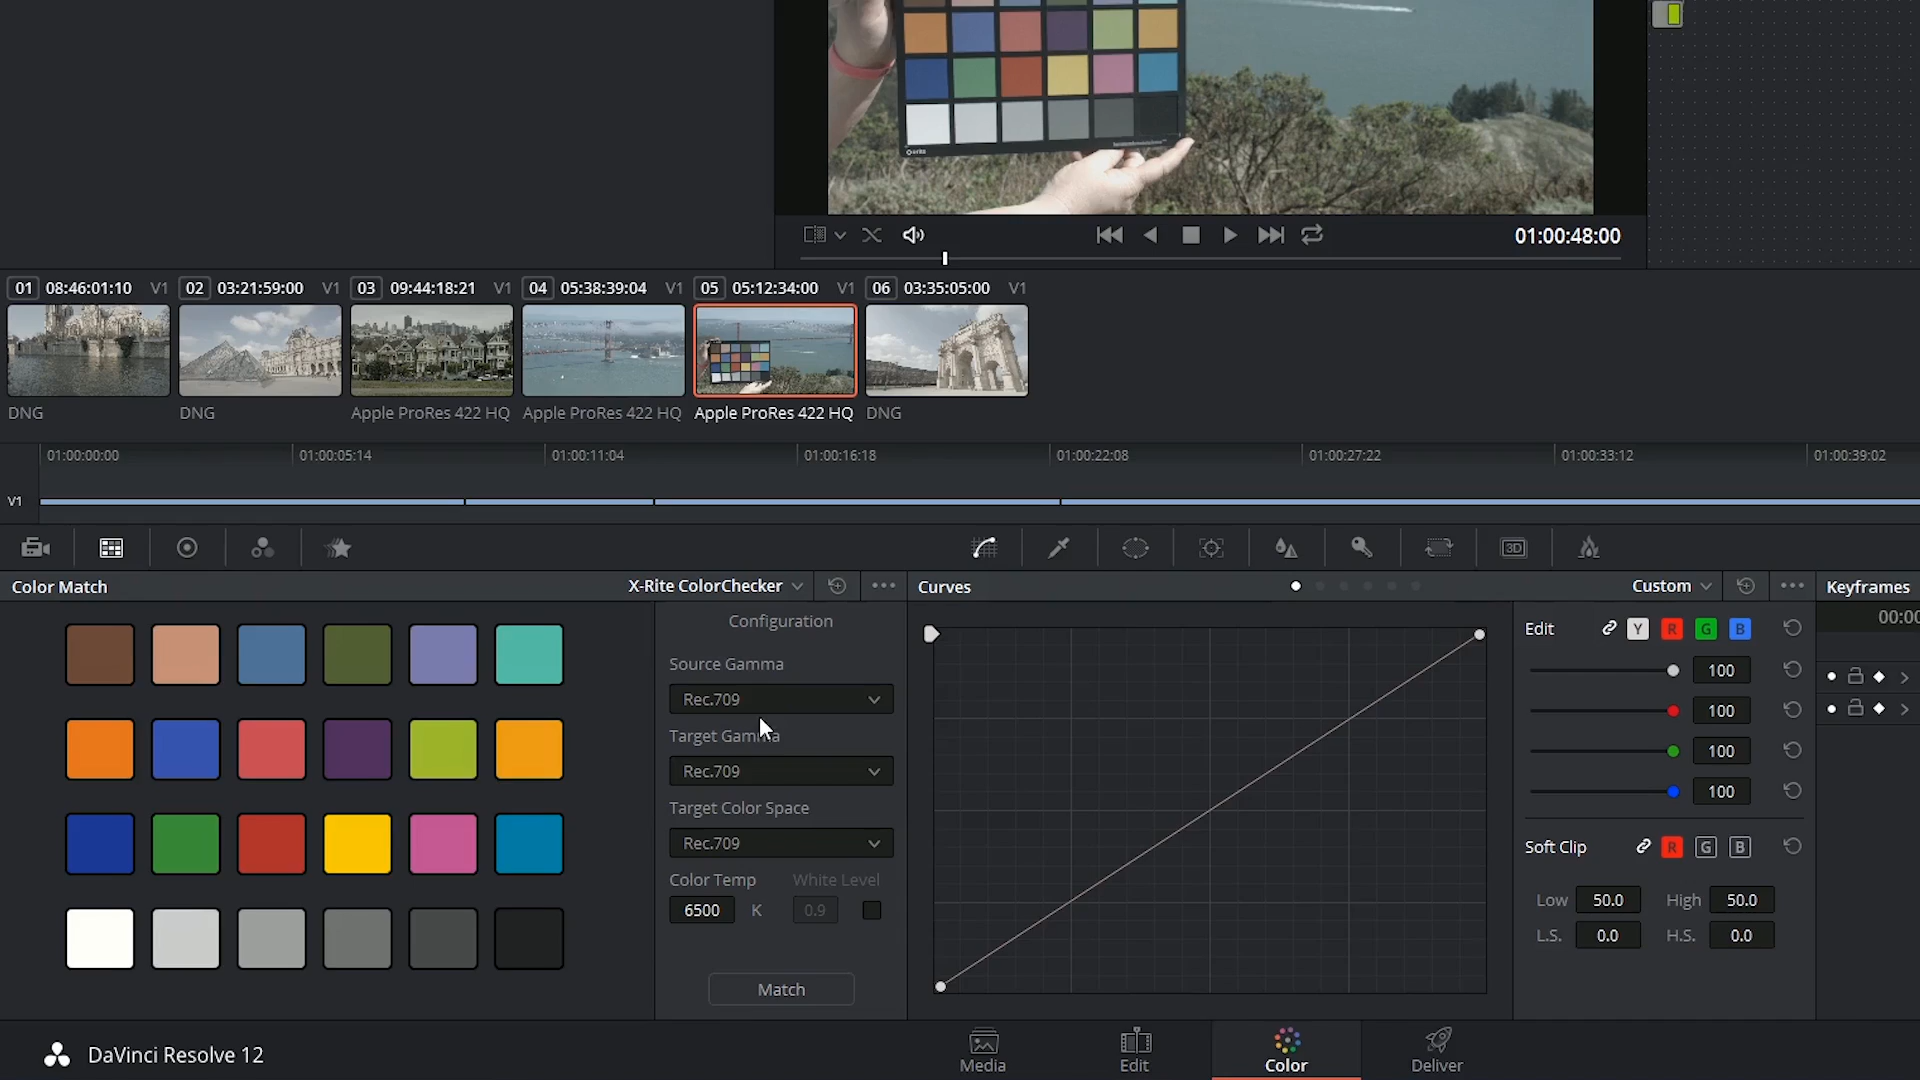 01:00:48:00
01 08:46:01:10 V1 02 03:21:59:00 V1 03 09:44:18:21 V1 04 05:38:39:04 V1 05 05:12:34:00 V1 06 03:35:05:00 V1
DNG DNG Apple ProRes 422 HQ Apple ProRes 422 HQ Apple ProRes 422 HQ DNG
01:00:00:00 01:00:05:14 01:00:11:04 01:00:16:18 01:00:22:08 01:00:27:22 01:00:33:12 01:00:39:02
V1
3D
Color Match X-Rite ColorChecker Curves Custom Keyframes
Configuration
00:00
Source Gamma
Rec.709
Target Gamma
Rec.709
Target Color Space
Rec.709
Color Temp White Level
6500 K 0.9
Match
Edit Y R G B
100
100
100
100
Soft Clip R G B
Low 50.0 High 50.0
L.S. 0.0 H.S. 0.0
DaVinci Resolve 12
Media Edit Color Deliver